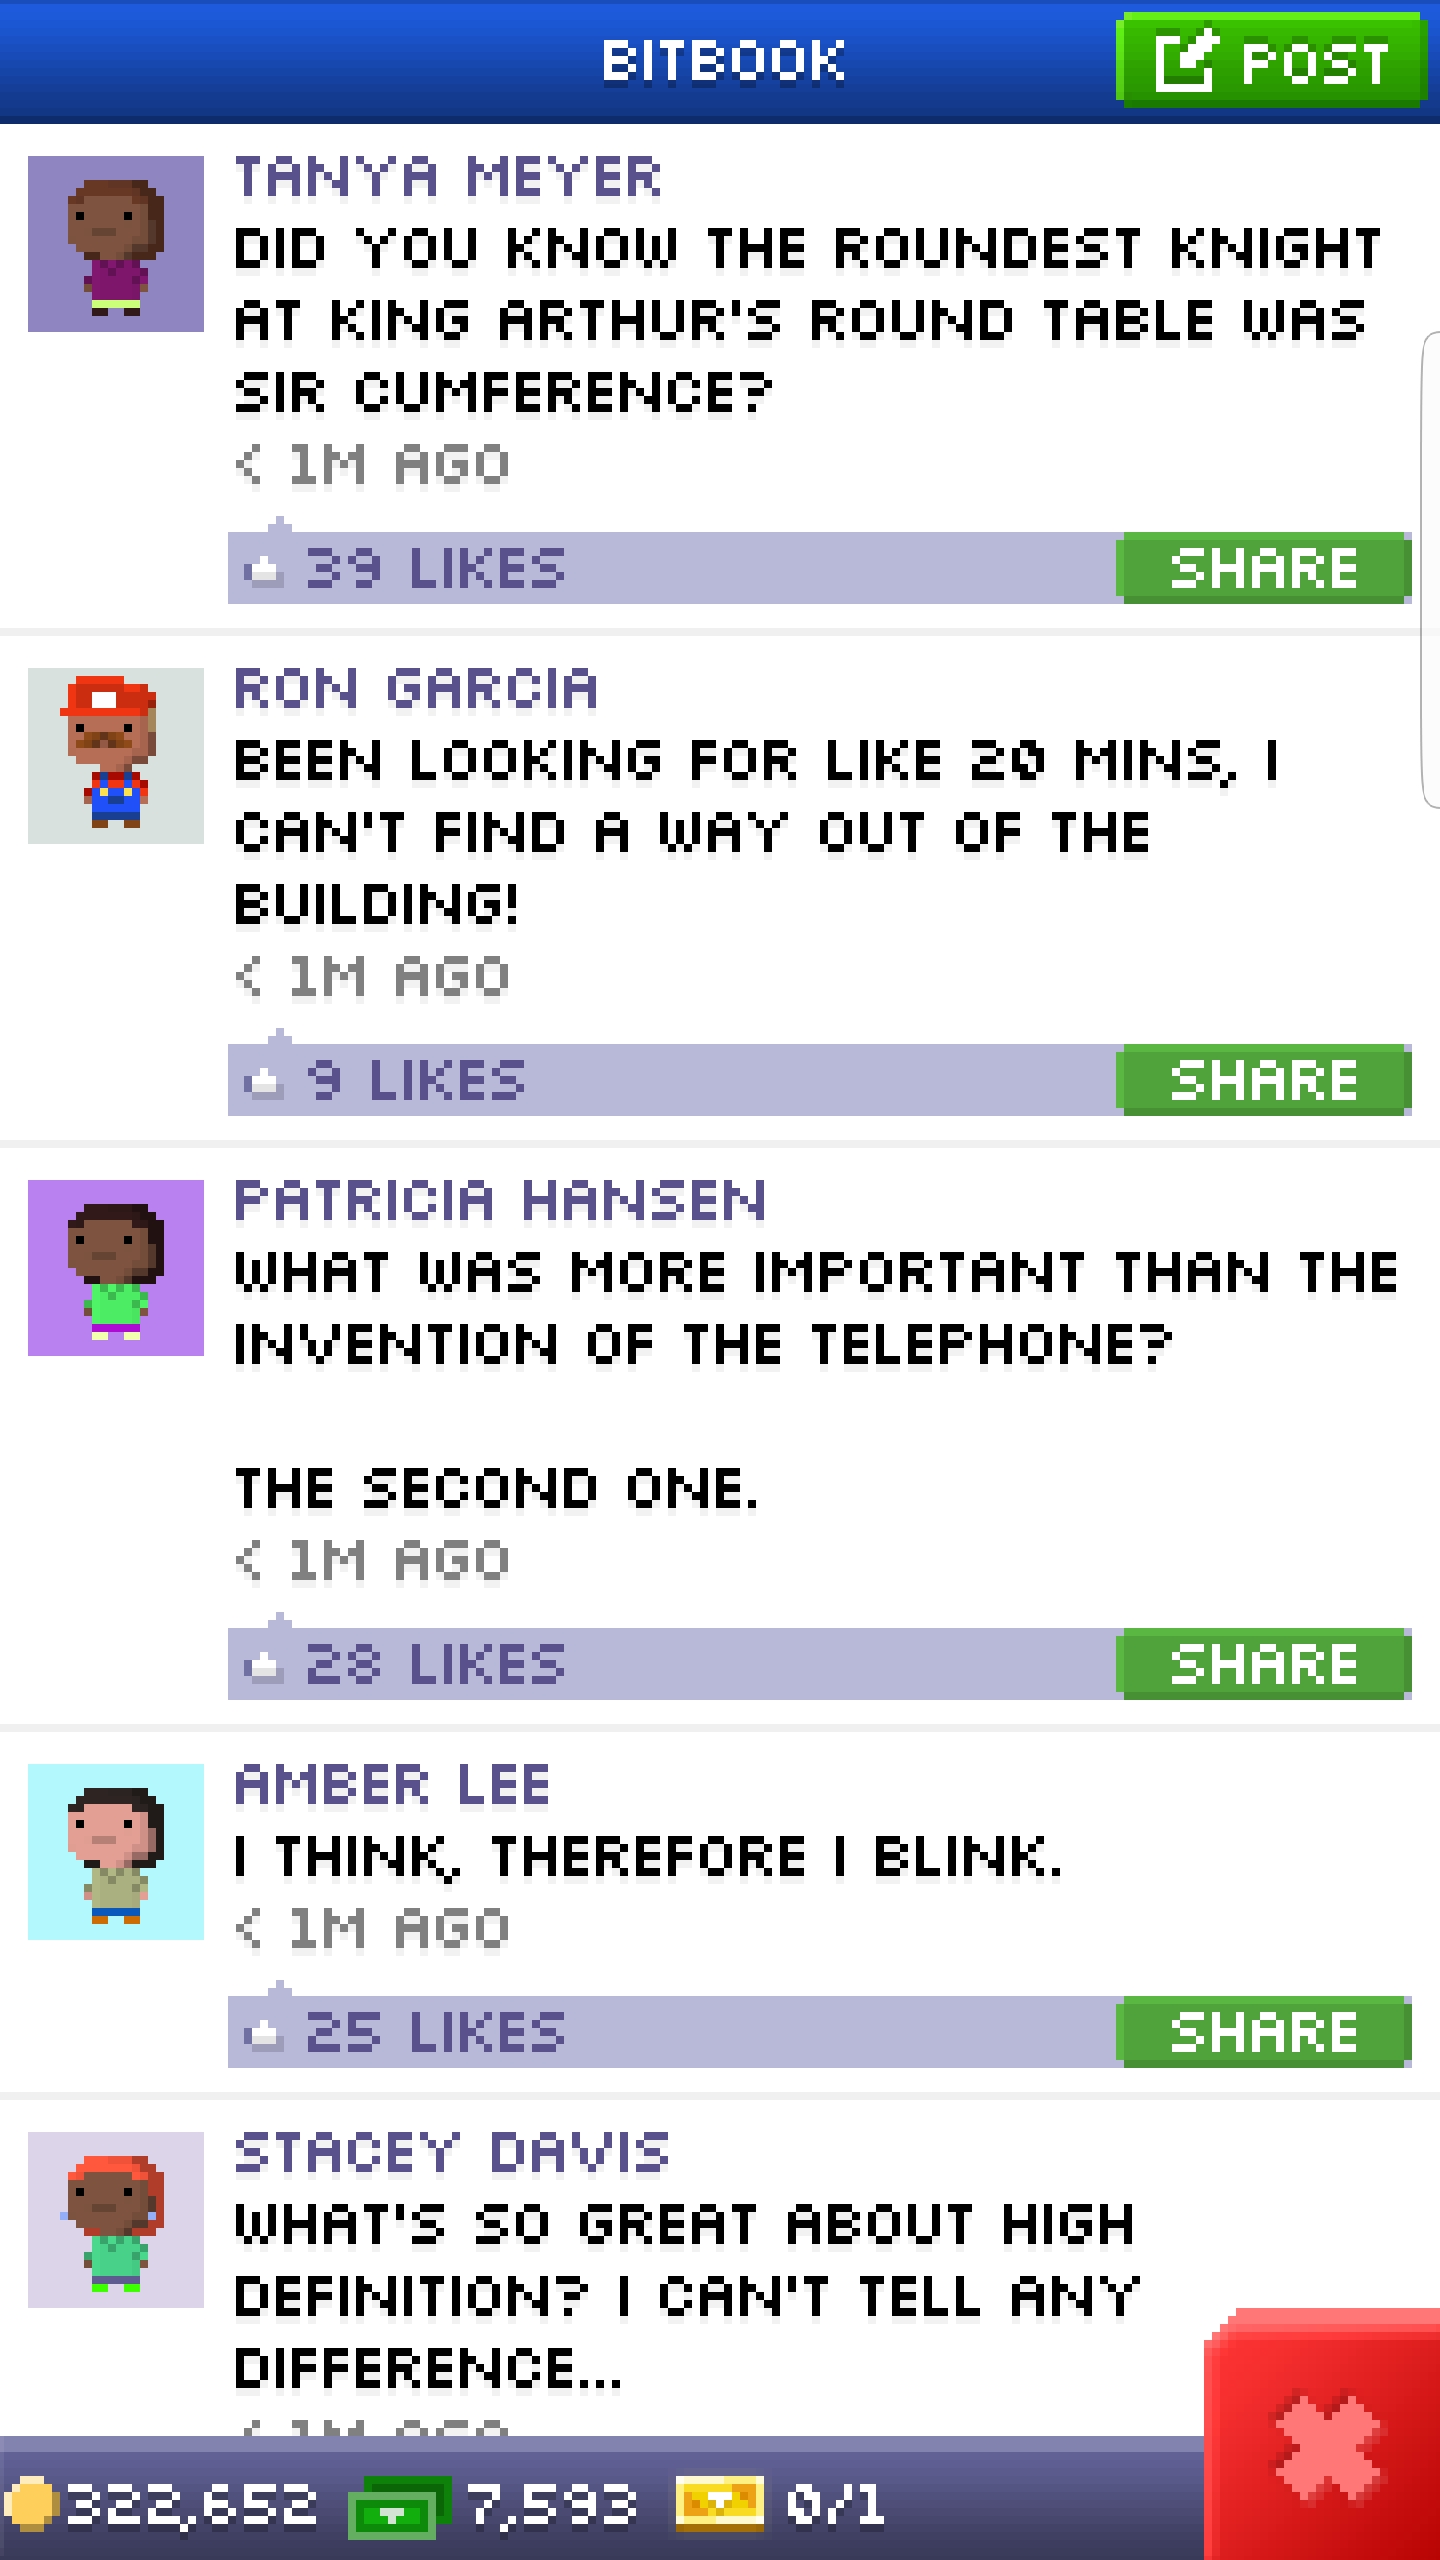 BITBOOK
POST
TANYA MEYER
DID YOU KNOW THE ROUNDEST KNIGHT
AT KING ARTHUR'S ROUND TABLE WAS
SIR CUMFERENCE?
< 1M AGO
39 LIKES
SHARE
RON GARCIA
BEEN LOOKING FOR LIKE 20 MINS, I
CAN'T FIND A WAY OUT OF THE
BUILDING!
< 1M AGO
9 LIKES
SHARE
PATRICIA HANSEN
WHAT WAS MORE IMPORTANT THAN THE
INVENTION OF THE TELEPHONE?
THE SECOND ONE.
< 1M AGO
28 LIKES
SHARE
AMBER LEE
I THINK, THEREFORE I BLINK.
< 1M AGO
25 LIKES
SHARE
STACEY DAVIS
WHAT'S SO GREAT ABOUT HIGH
DEFINITION? I CAN'T TELL ANY
DIFFERENCE...
< 1M AGO
322,652 7,593 0/1